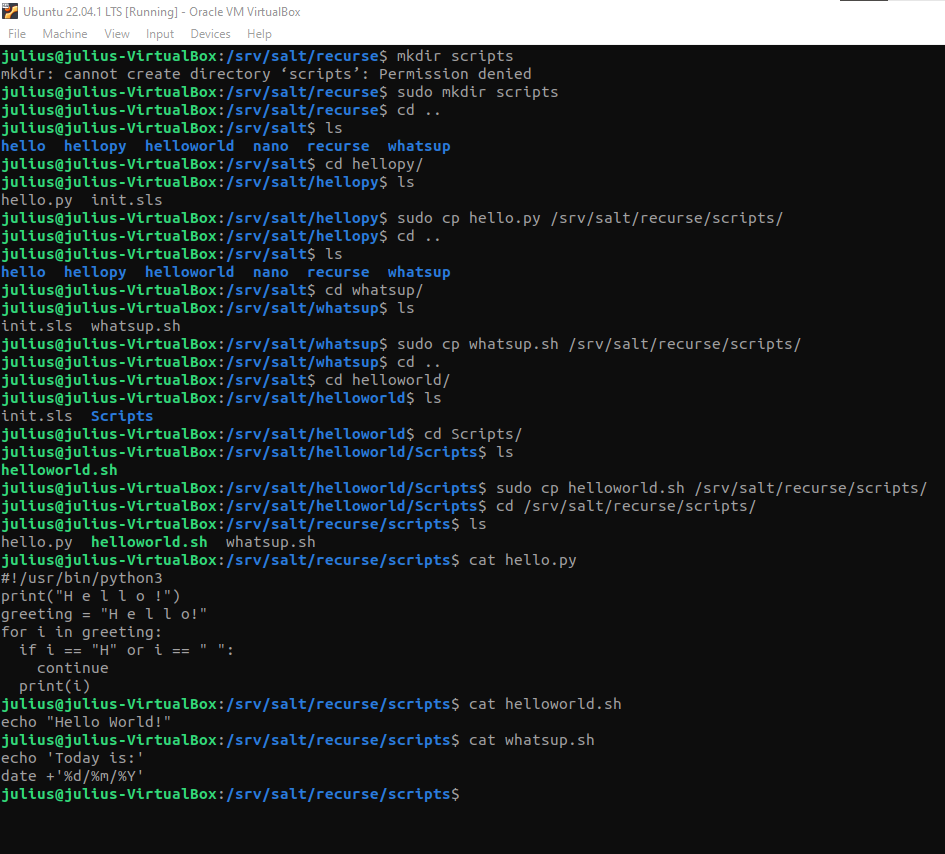 Ubuntu 22.04.1 LTS [Running] - Oracle VM VirtualBox
File Machine View Input Devices Help
julius@julius-VirtualBox:/srv/salt/recurse$ mkdir scripts
mkdir: cannot create directory ‘scripts’: Permission denied
julius@julius-VirtualBox:/srv/salt/recurse$ sudo mkdir scripts
julius@julius-VirtualBox:/srv/salt/recurse$ cd ..
julius@julius-VirtualBox:/srv/salt$ ls
hello  hellopy  helloworld  nano  recurse  whatsup
julius@julius-VirtualBox:/srv/salt$ cd hellopy/
julius@julius-VirtualBox:/srv/salt/hellopy$ ls
hello.py  init.sls
julius@julius-VirtualBox:/srv/salt/hellopy$ sudo cp hello.py /srv/salt/recurse/scripts/
julius@julius-VirtualBox:/srv/salt/hellopy$ cd ..
julius@julius-VirtualBox:/srv/salt$ ls
hello  hellopy  helloworld  nano  recurse  whatsup
julius@julius-VirtualBox:/srv/salt$ cd whatsup/
julius@julius-VirtualBox:/srv/salt/whatsup$ ls
init.sls  whatsup.sh
julius@julius-VirtualBox:/srv/salt/whatsup$ sudo cp whatsup.sh /srv/salt/recurse/scripts/
julius@julius-VirtualBox:/srv/salt/whatsup$ cd ..
julius@julius-VirtualBox:/srv/salt$ cd helloworld/
julius@julius-VirtualBox:/srv/salt/helloworld$ ls
init.sls  Scripts
julius@julius-VirtualBox:/srv/salt/helloworld$ cd Scripts/
julius@julius-VirtualBox:/srv/salt/helloworld/Scripts$ ls
helloworld.sh
julius@julius-VirtualBox:/srv/salt/helloworld/Scripts$ sudo cp helloworld.sh /srv/salt/recurse/scripts/
julius@julius-VirtualBox:/srv/salt/helloworld/Scripts$ cd /srv/salt/recurse/scripts/
julius@julius-VirtualBox:/srv/salt/recurse/scripts$ ls
hello.py  helloworld.sh  whatsup.sh
julius@julius-VirtualBox:/srv/salt/recurse/scripts$ cat hello.py
#!/usr/bin/python3
print("H e l l o !")
greeting = "H e l l o!"
for i in greeting:
  if i == "H" or i == " ":
    continue
  print(i)
julius@julius-VirtualBox:/srv/salt/recurse/scripts$ cat helloworld.sh
echo "Hello World!"
julius@julius-VirtualBox:/srv/salt/recurse/scripts$ cat whatsup.sh
echo 'Today is:'
date +'%d/%m/%Y'
julius@julius-VirtualBox:/srv/salt/recurse/scripts$